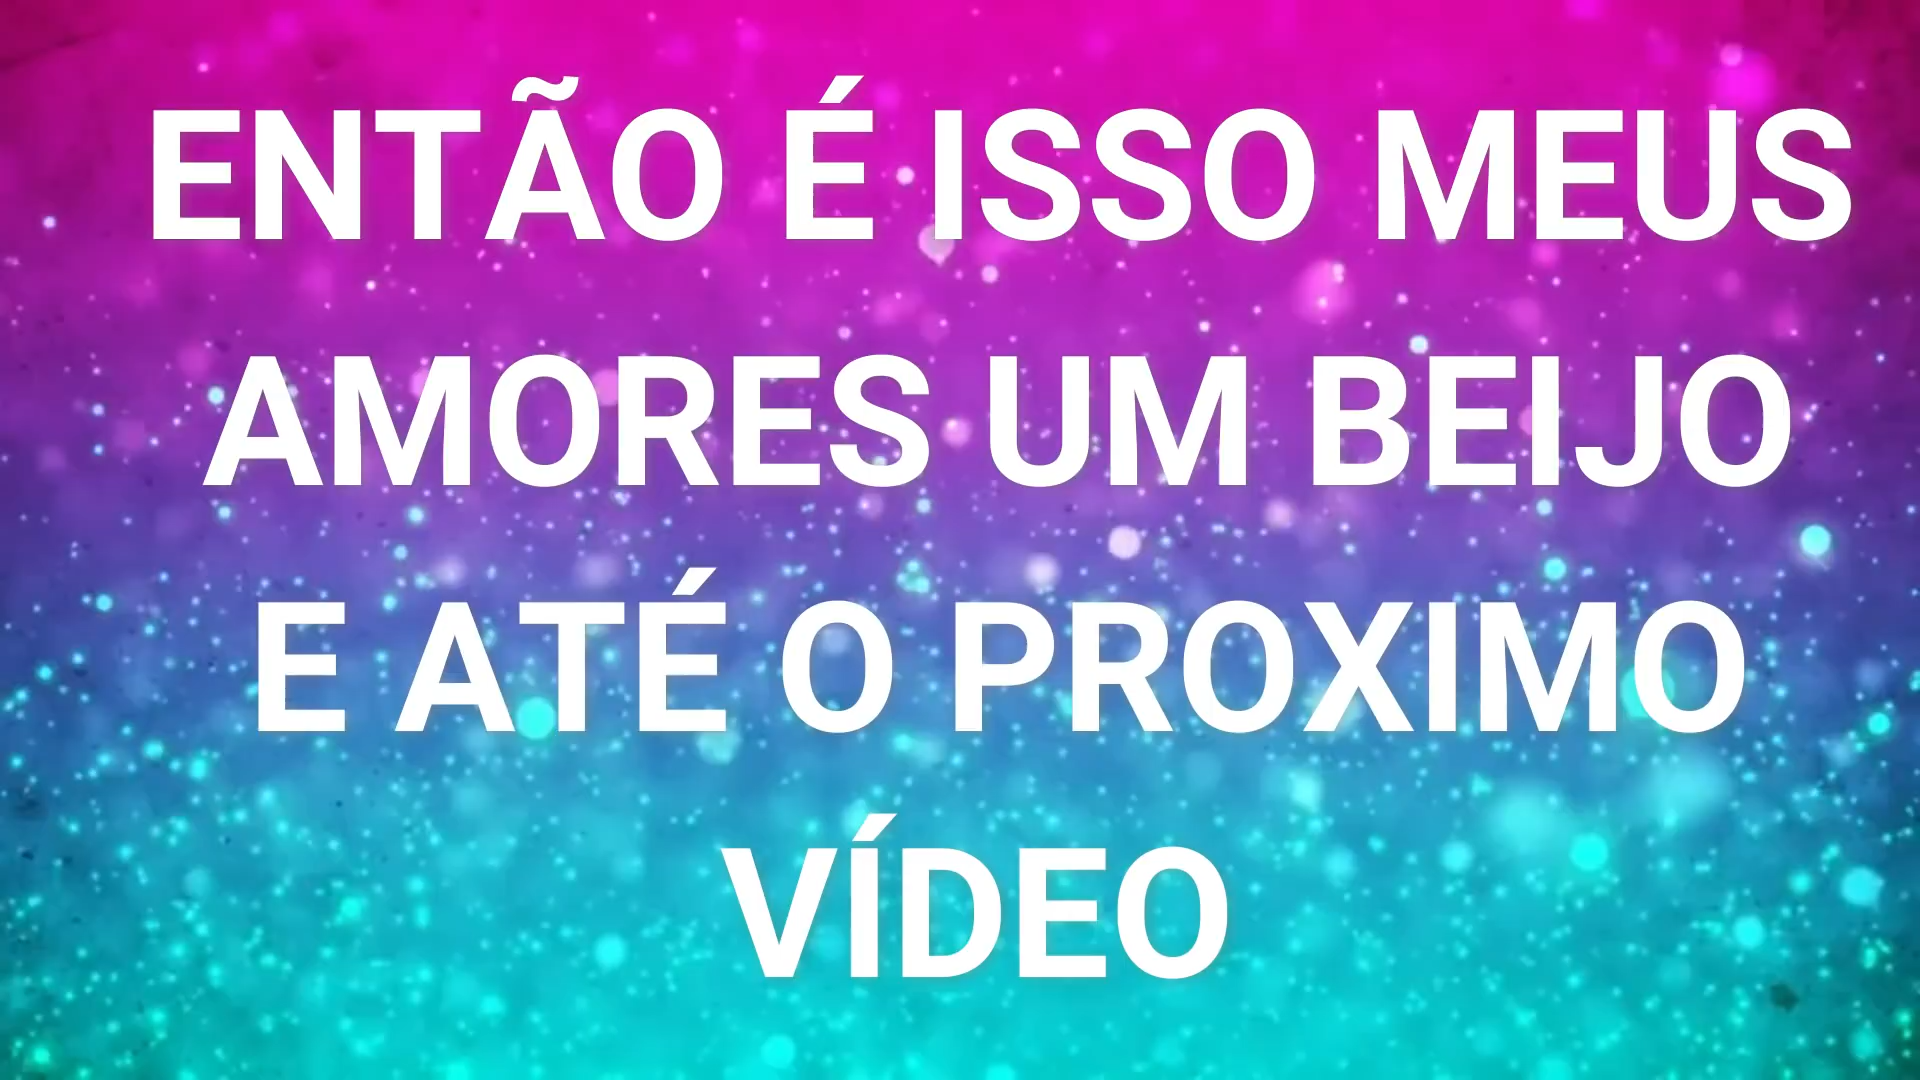 ENTÃO É ISSO MEUS
AMORES UM BEIJO
E ATÉ O PROXIMO
VÍDEO